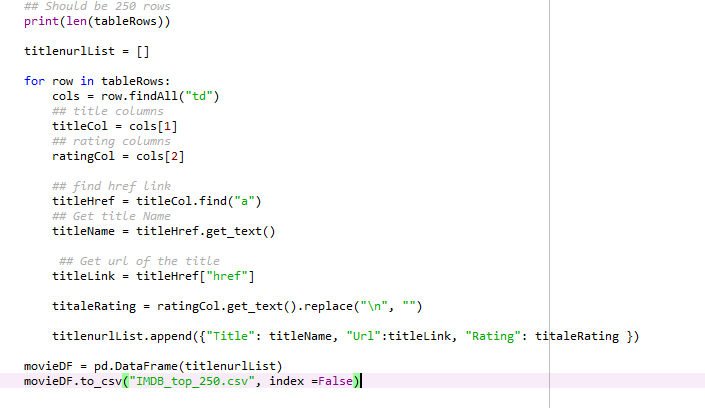 ## Should be 250 rows
print(len(tableRows))
titlenurlList = []
for row in tableRows:
    cols = row.findAll("td")
    ## title columns
    titleCol = cols[1]
    ## rating columns
    ratingCol = cols[2]
    ## find href link
    titleHref = titleCol.find("a")
    ## Get title Name
    titleName = titleHref.get_text()
     ## Get url of the title
    titleLink = titleHref["href"]
    titaleRating = ratingCol.get_text().replace("\n", "")
    titlenurlList.append({"Title": titleName, "Url":titleLink, "Rating": titaleRating })
movieDF = pd.DataFrame(titlenurlList)
movieDF.to_csv("IMDB_top_250.csv", index =False)